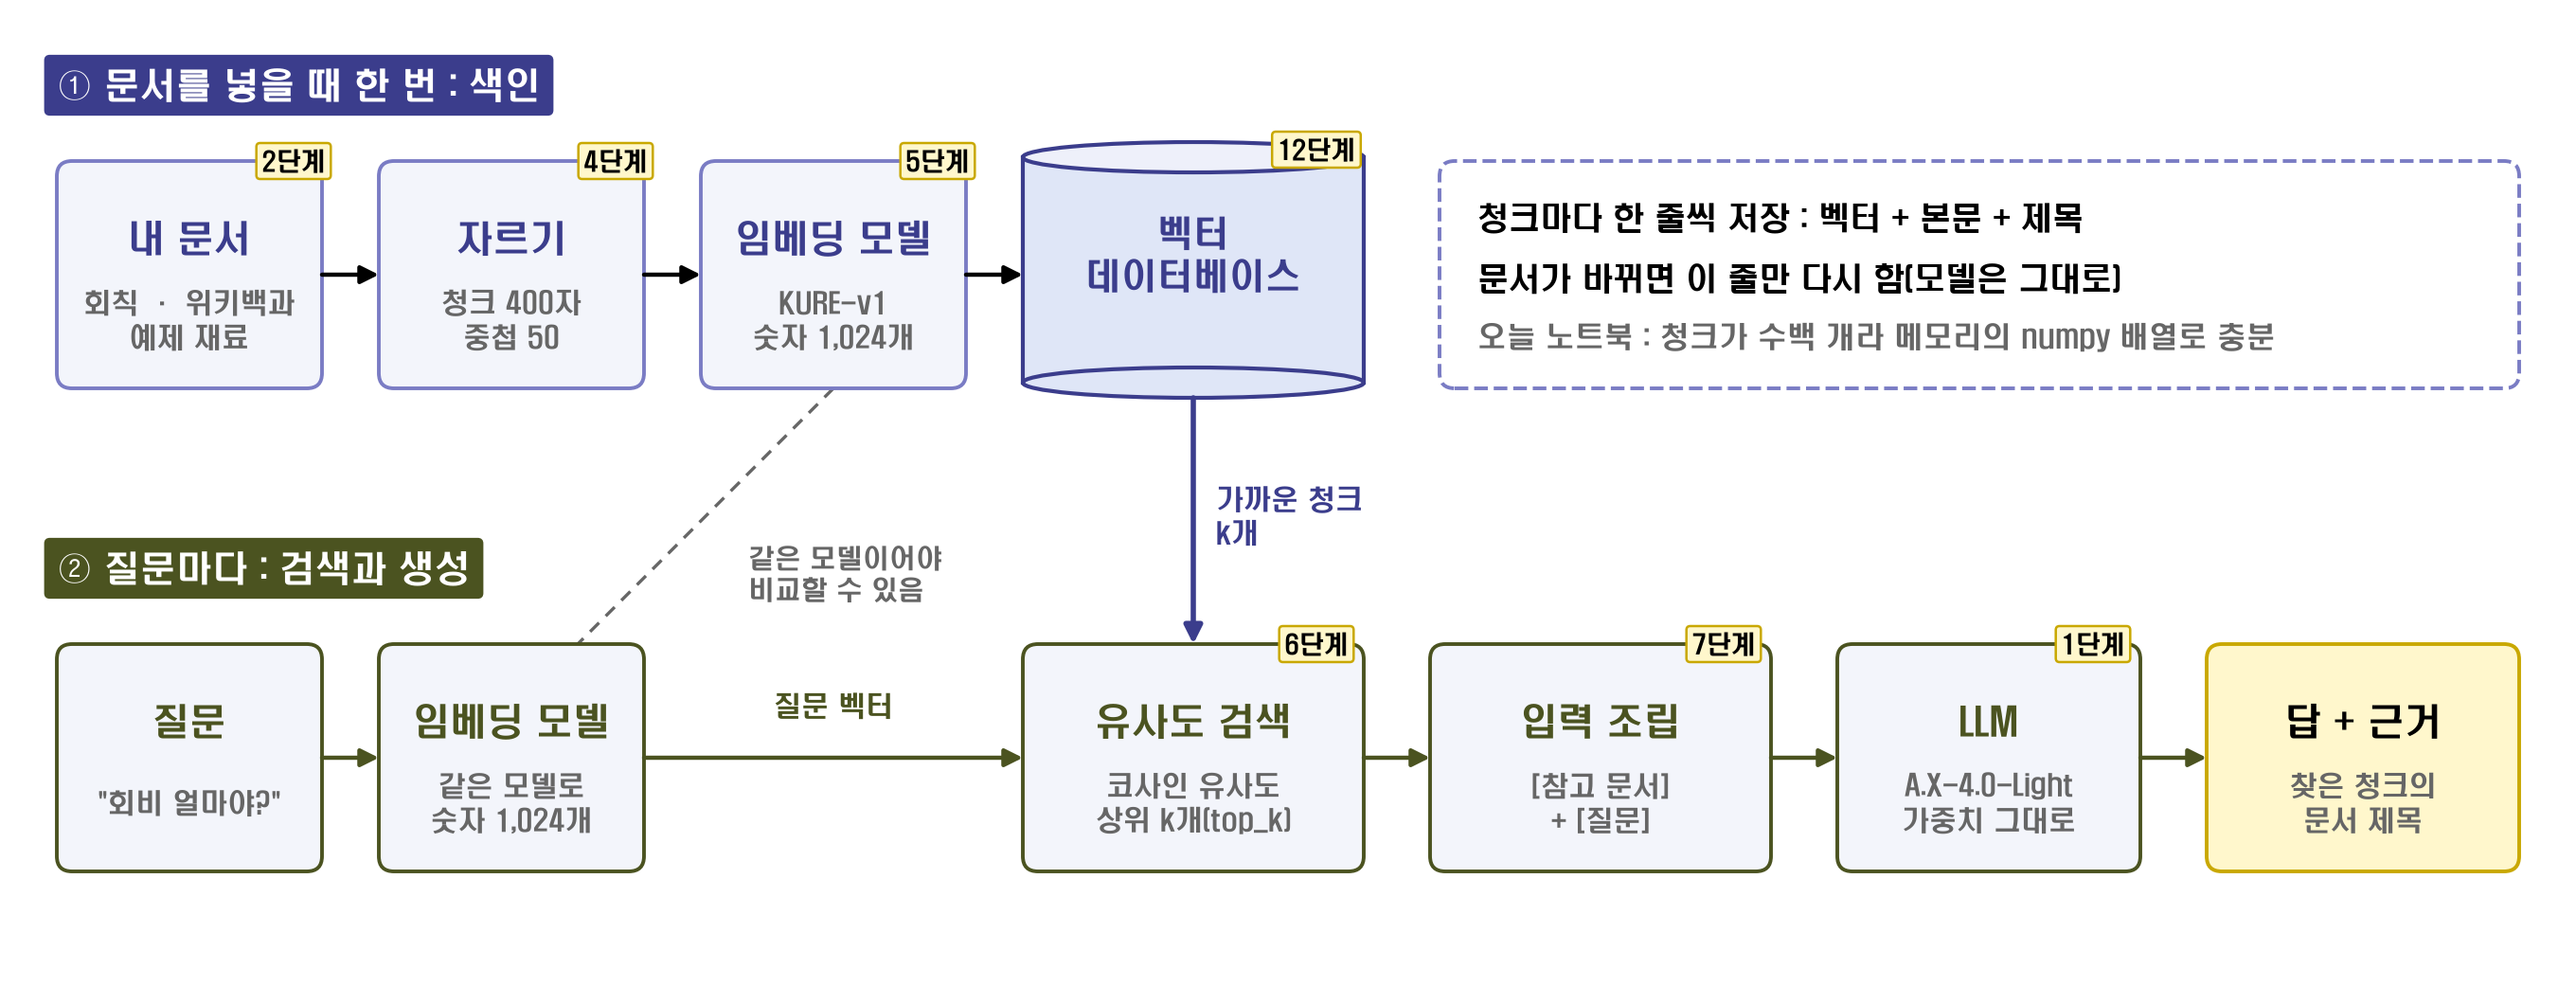 ① 문서를 넣을 때 한 번 : 색인
2단계
내 문서
회칙 · 위키백과
예제 재료
4단계
자르기
청크 400자
중첩 50
5단계
임베딩 모델
KURE-v1
숫자 1,024개
12단계
벡터
데이터베이스
청크마다 한 줄씩 저장 : 벡터 + 본문 + 제목
문서가 바뀌면 이 줄만 다시 함(모델은 그대로)
오늘 노트북 : 청크가 수백 개라 메모리의 numpy 배열로 충분
가까운 청크
k개
같은 모델이어야
비교할 수 있음
② 질문마다 : 검색과 생성
질문
"회비 얼마야?"
임베딩 모델
같은 모델로
숫자 1,024개
질문 벡터
6단계
유사도 검색
코사인 유사도
상위 k개(top_k)
7단계
입력 조립
[참고 문서]
+ [질문]
1단계
LLM
A.X-4.0-Light
가중치 그대로
답 + 근거
찾은 청크의
문서 제목